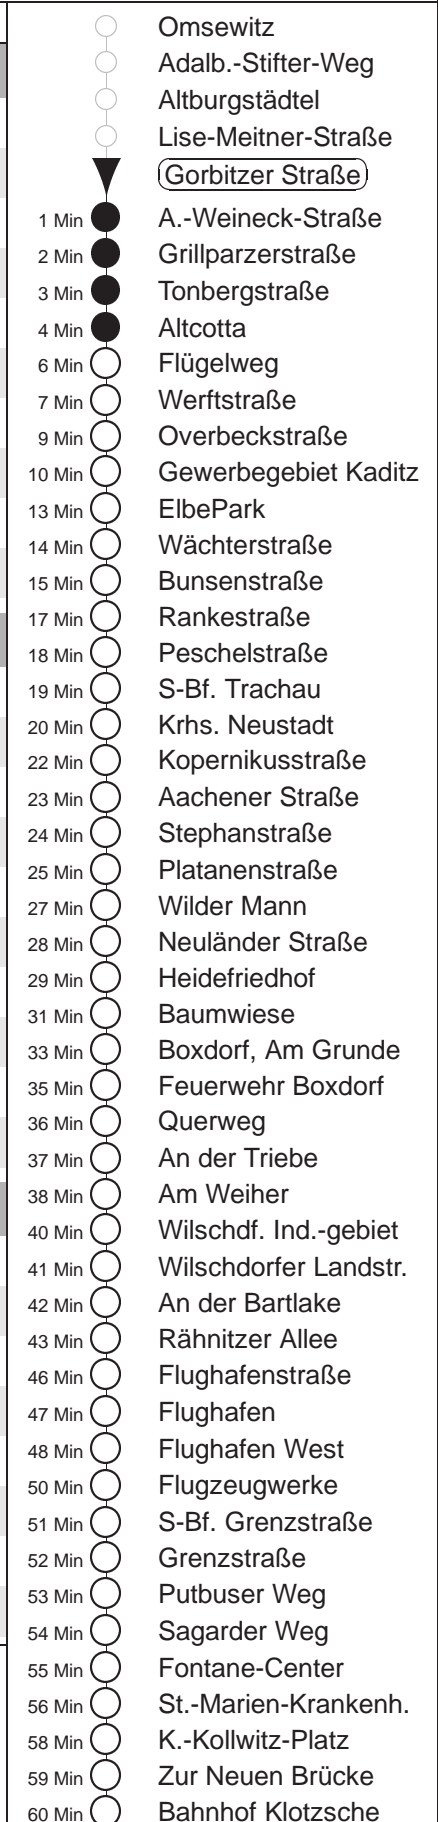 Omsewitz
Adalb.-Stifter-Weg
Altburgstädtel
Lise-Meitner-Straße
Gorbitzer Straße
1 Min A.-Weineck-Straße
2 Min Grillparzerstraße
3 Min Tonbergstraße
4 Min Altcotta
6 Min Flügelweg
7 Min Werftstraße
9 Min Overbeckstraße
10 Min Gewerbegebiet Kaditz
13 Min ElbePark
14 Min Wächterstraße
15 Min Bunsenstraße
17 Min Rankestraße
18 Min Peschelstraße
19 Min S-Bf. Trachau
20 Min Krhs. Neustadt
22 Min Kopernikusstraße
23 Min Aachener Straße
24 Min Stephanstraße
25 Min Platanenstraße
27 Min Wilder Mann
28 Min Neuländer Straße
29 Min Heidefriedhof
31 Min Baumwiese
33 Min Boxdorf, Am Grunde
35 Min Feuerwehr Boxdorf
36 Min Querweg
37 Min An der Triebe
38 Min Am Weiher
40 Min Wilschdf. Ind.-gebiet
41 Min Wilschdorfer Landstr.
42 Min An der Bartlake
43 Min Rähnitzer Allee
46 Min Flughafenstraße
47 Min Flughafen
48 Min Flughafen West
50 Min Flugzeugwerke
51 Min S-Bf. Grenzstraße
52 Min Grenzstraße
53 Min Putbuser Weg
54 Min Sagarder Weg
55 Min Fontane-Center
56 Min St.-Marien-Krankenh.
58 Min K.-Kollwitz-Platz
59 Min Zur Neuen Brücke
60 Min Bahnhof Klotzsche